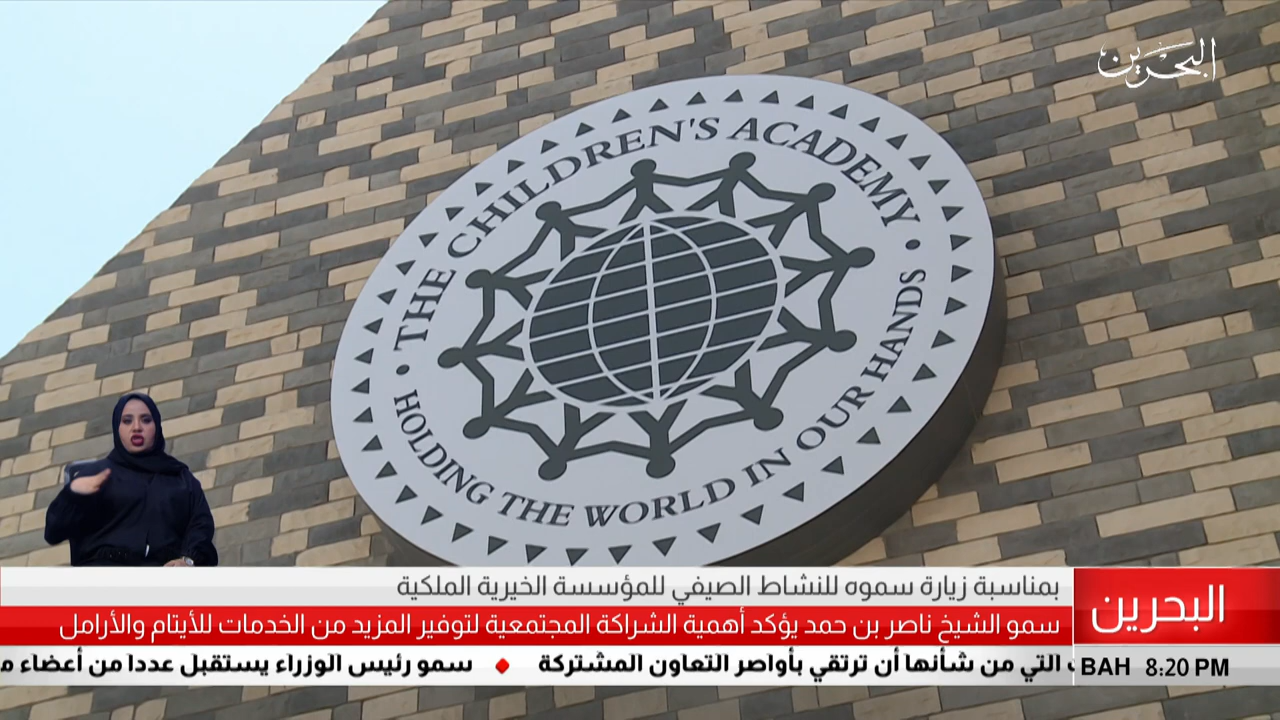 البحرين
THE CHILDREN'S ACADEMY
HOLDING THE WORLD IN OUR HANDS
بمناسبة زيارة سموه للنشاط الصيفي للمؤسسة الخيرية الملكية
البحرين
سمو الشيخ ناصر بن حمد يؤكد أهمية الشراكة المجتمعية لتوفير المزيد من الخدمات للأيتام والأرامل
التي من شأنها أن ترتقي بأواصر التعاون المشتركة ♦ سمو رئيس الوزراء يستقبل عددا من أعضاء
BAH 8:20 PM